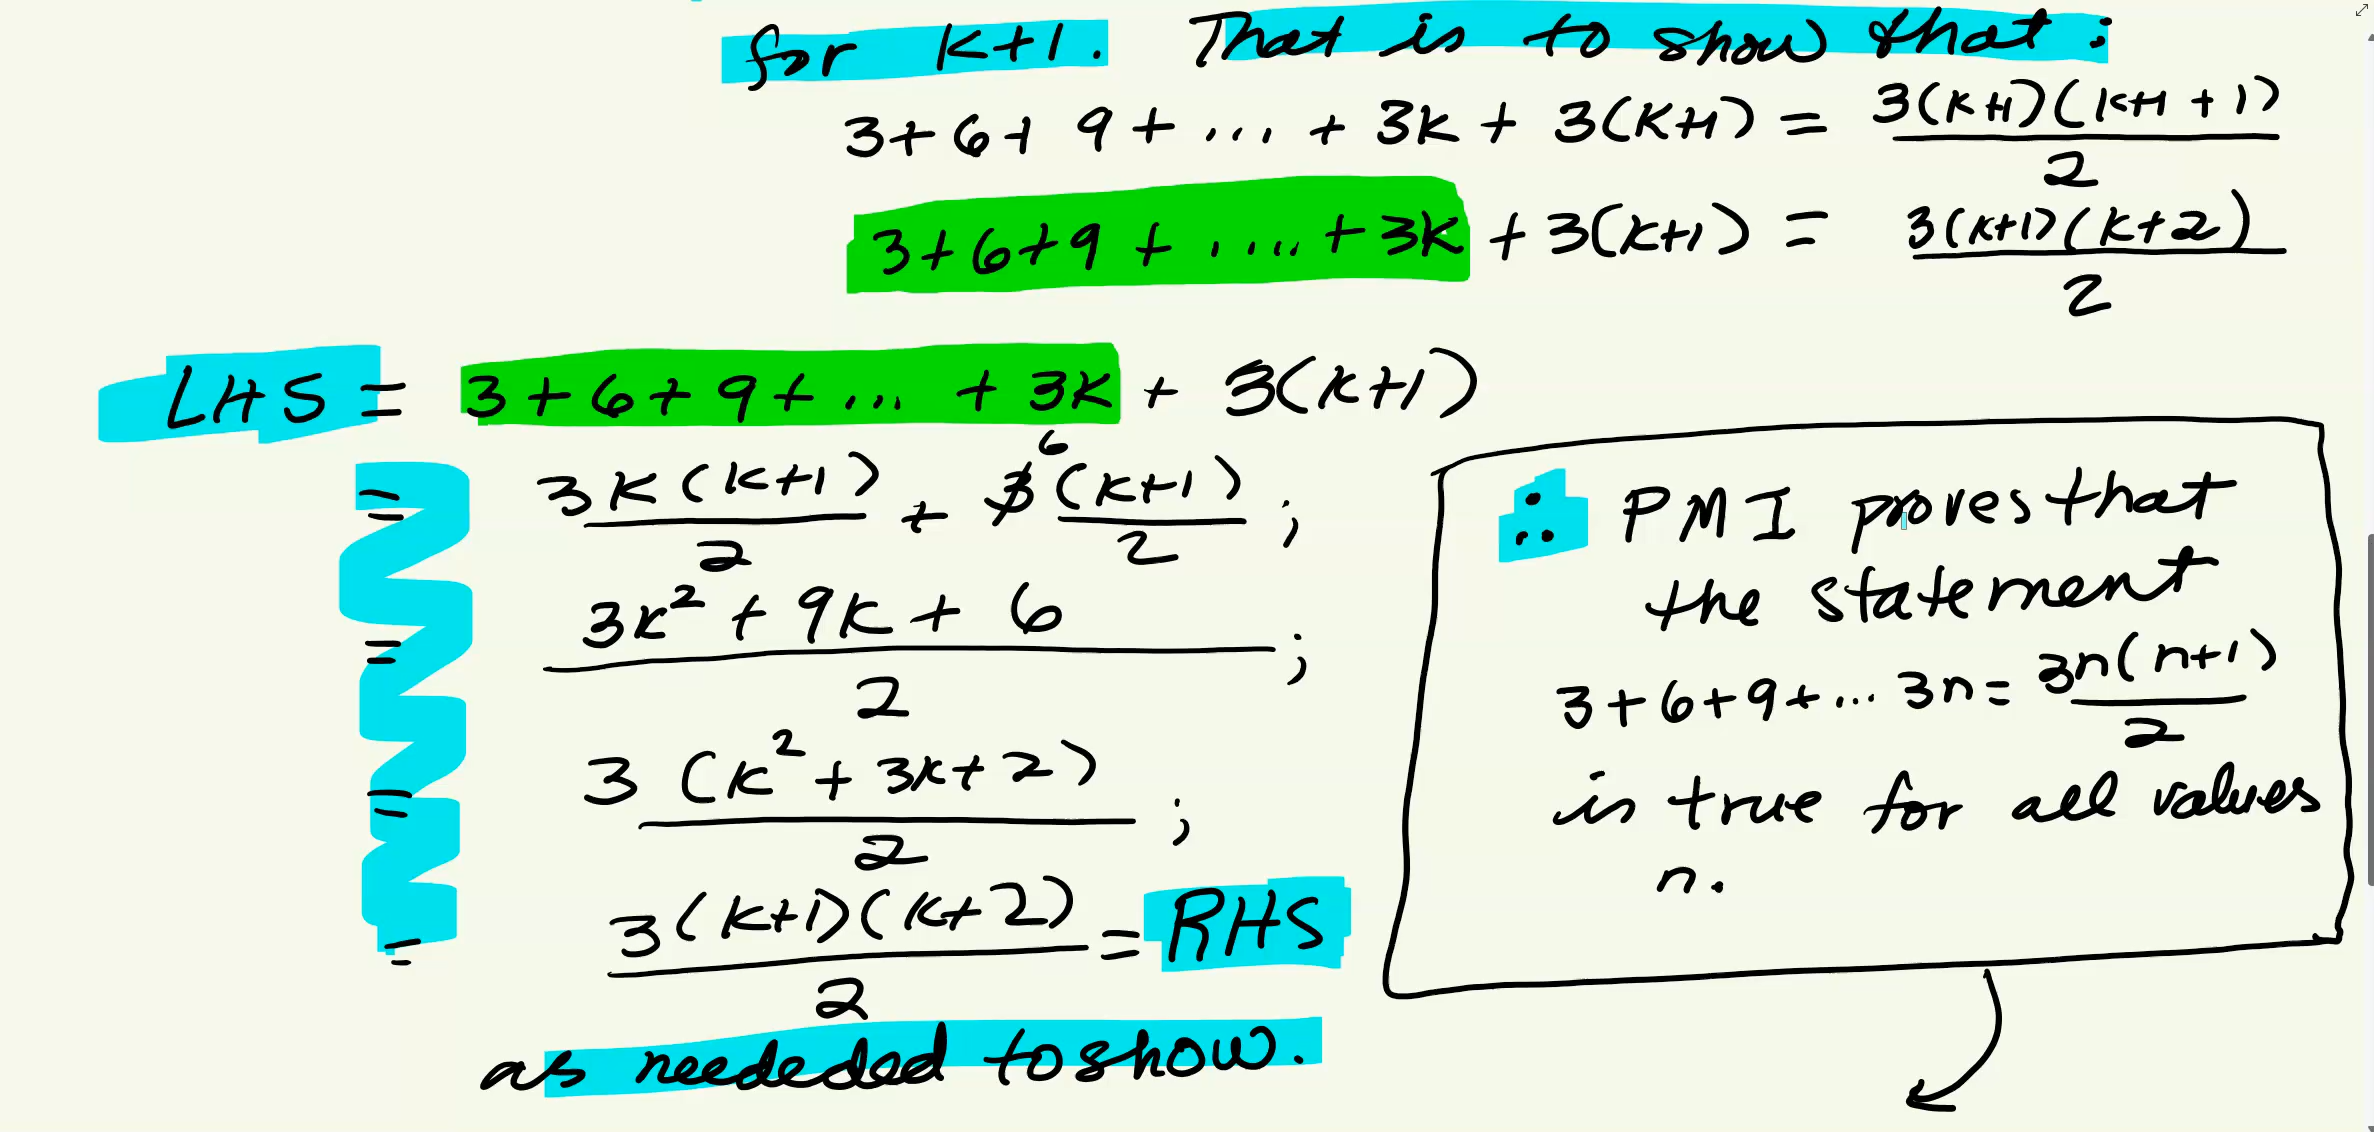 for k+1. That is to show that:
3+6+9+...+3k+3(k+1) = 3(k+1)(k+1+1)/2
3+6+9+.....+3k+3(k+1) = 3(k+1)(k+2)/2
LHS = 3+6+9+...+3k + 3(k+1)
= 3k(k+1)/2 + 3 6(k+1)/2 ;
= 3k²+9k+6/2 ;
= 3(k²+3k+2)/2 ;
= 3(k+1)(k+2)/2 = RHS
as neededed to show.
∴ PMI proves that
the statement
3+6+9+...3n = 3n(n+1)/2
is true for all values
n.